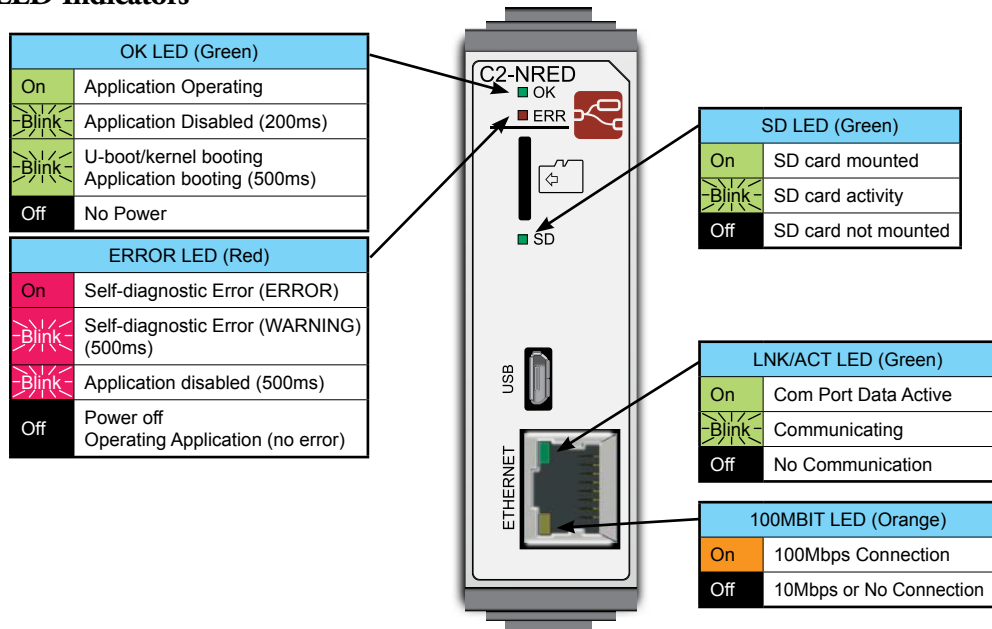 LED Indicators
OK LED (Green)
On Application Operating
Blink Application Disabled (200ms)
Blink U-boot/kernel booting
Application booting (500ms)
Off No Power
ERROR LED (Red)
On Self-diagnostic Error (ERROR)
Blink Self-diagnostic Error (WARNING)
(500ms)
Blink Application disabled (500ms)
Off Power off
Operating Application (no error)
C2-NRED
OK
ERR
SD
USB
ETHERNET
SD LED (Green)
On SD card mounted
Blink SD card activity
Off SD card not mounted
LNK/ACT LED (Green)
On Com Port Data Active
Blink Communicating
Off No Communication
100MBIT LED (Orange)
On 100Mbps Connection
Off 10Mbps or No Connection